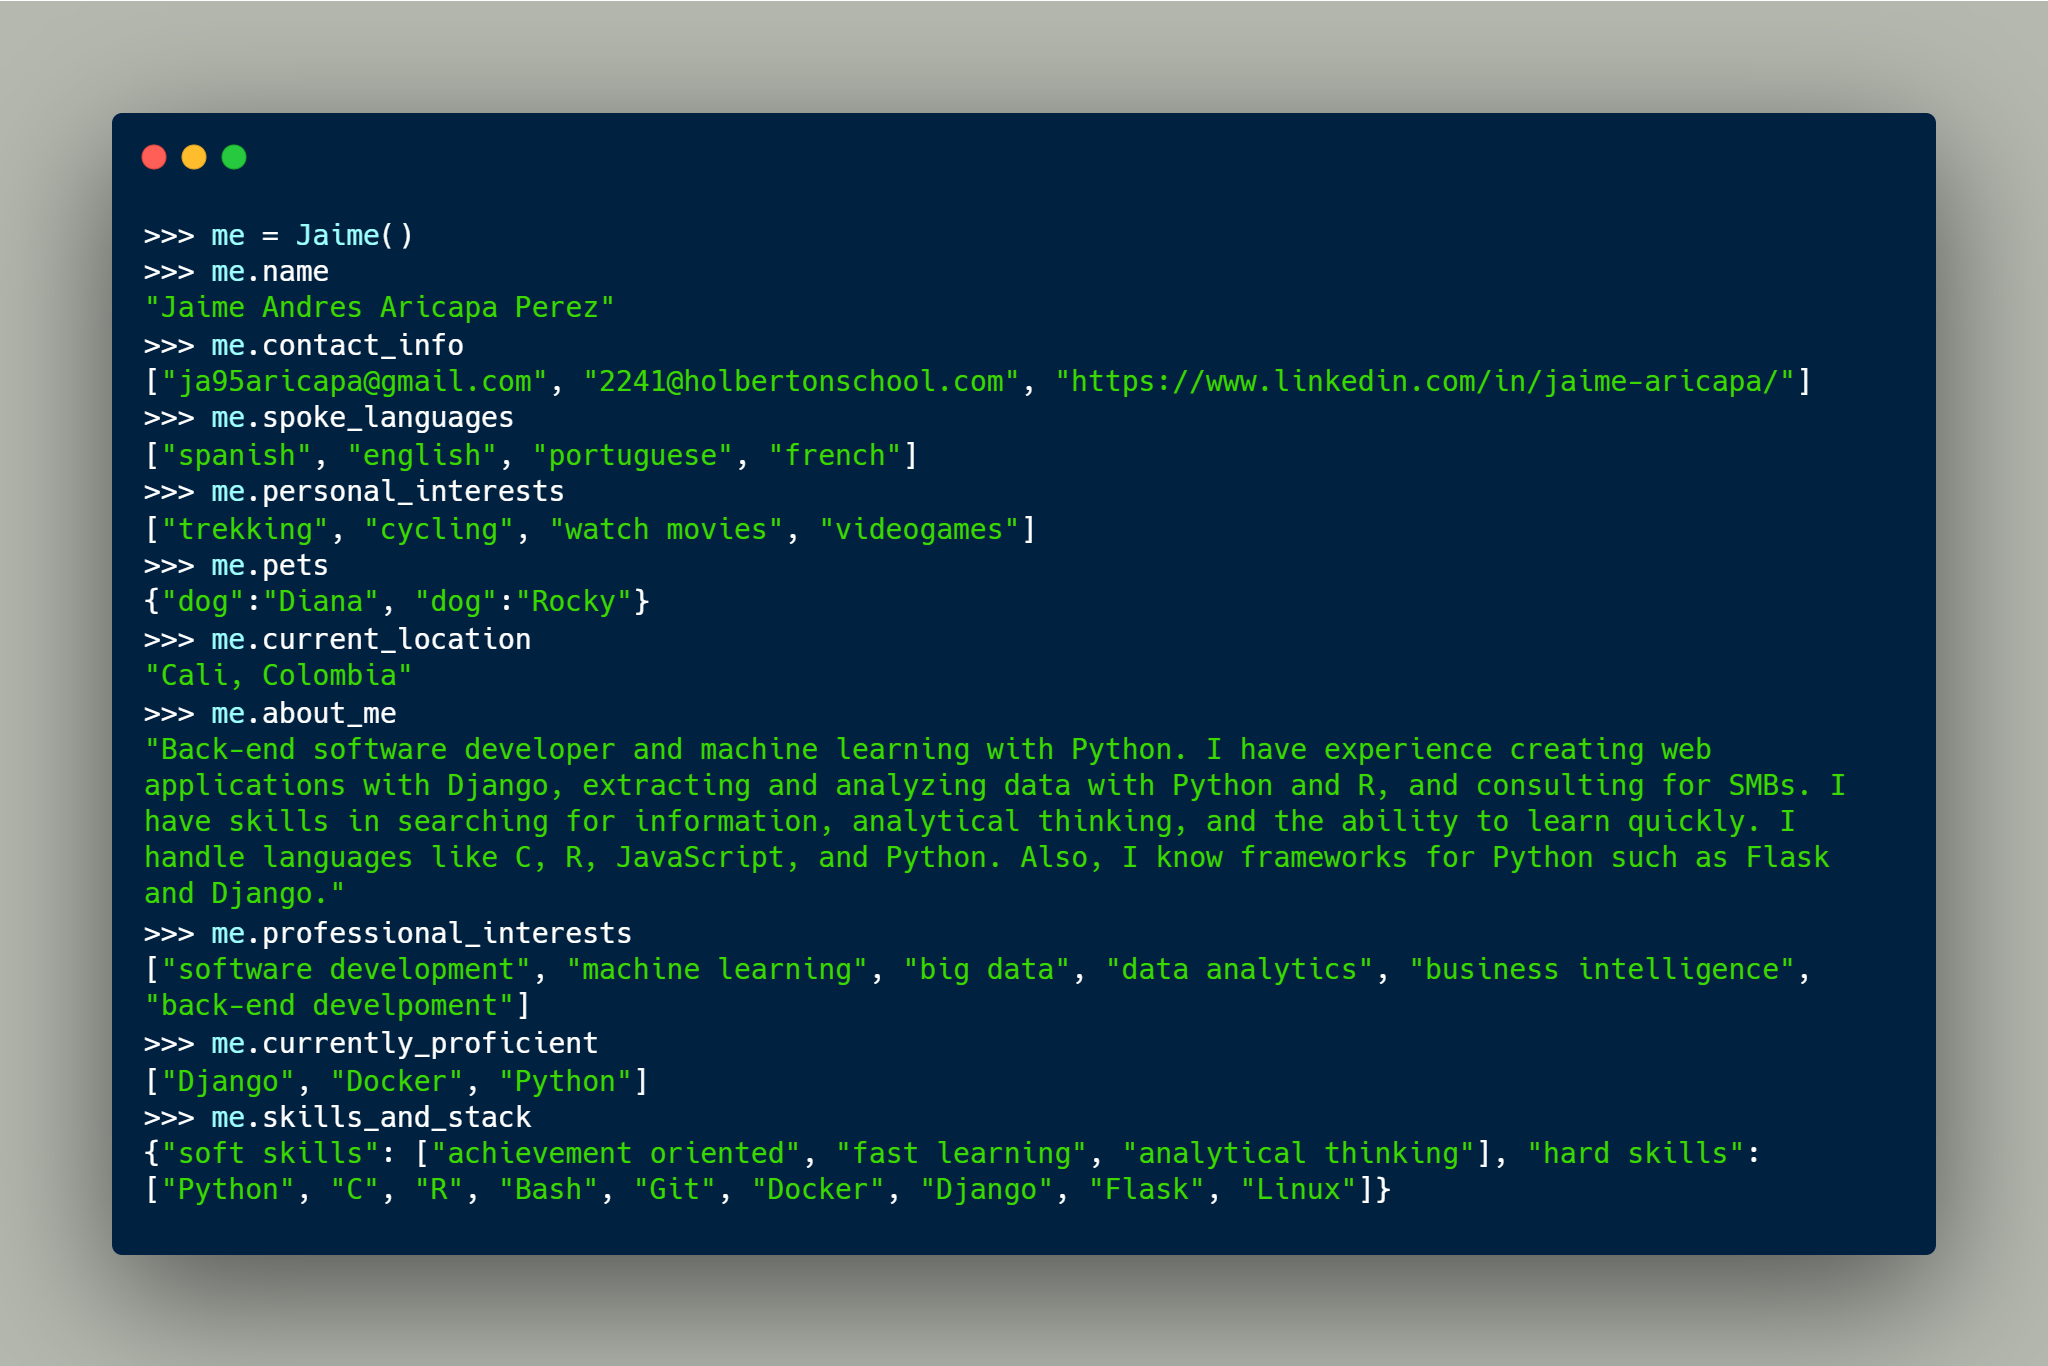 >>> me = Jaime()
>>> me.name
"Jaime Andres Aricapa Perez"
>>> me.contact_info
["ja95aricapa@gmail.com", "2241@holbertonschool.com", "https://www.linkedin.com/in/jaime-aricapa/"]
>>> me.spoke_languages
["spanish", "english", "portuguese", "french"]
>>> me.personal_interests
["trekking", "cycling", "watch movies", "videogames"]
>>> me.pets
{"dog":"Diana", "dog":"Rocky"}
>>> me.current_location
"Cali, Colombia"
>>> me.about_me
"Back-end software developer and machine learning with Python. I have experience creating web
applications with Django, extracting and analyzing data with Python and R, and consulting for SMBs. I
have skills in searching for information, analytical thinking, and the ability to learn quickly. I
handle languages like C, R, JavaScript, and Python. Also, I know frameworks for Python such as Flask
and Django."
>>> me.professional_interests
["software development", "machine learning", "big data", "data analytics", "business intelligence",
"back-end develpoment"]
>>> me.currently_proficient
["Django", "Docker", "Python"]
>>> me.skills_and_stack
{"soft skills": ["achievement oriented", "fast learning", "analytical thinking"], "hard skills":
["Python", "C", "R", "Bash", "Git", "Docker", "Django", "Flask", "Linux"]}